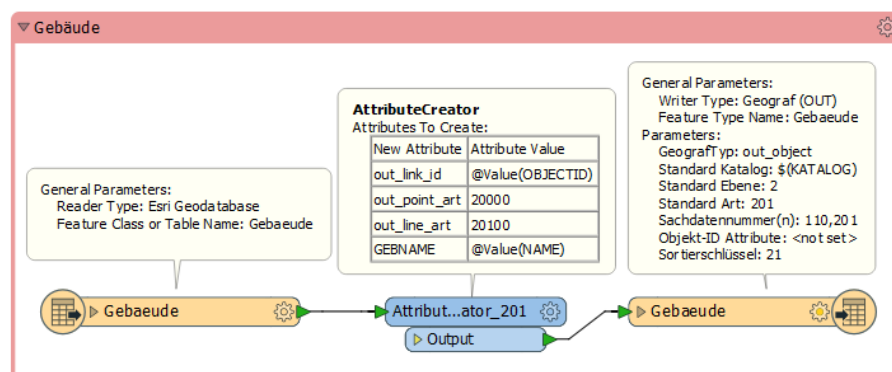 Gebäude
General Parameters:
Reader Type: Esri Geodatabase
Feature Class or Table Name: Gebaeude
AttributeCreator
Attributes To Create:
New Attribute Attribute Value
out_link_id @Value(OBJECTID)
out_point_art 20000
out_line_art 20100
GEBNAME @Value(NAME)
General Parameters:
Writer Type: Geograf (OUT)
Feature Type Name: Gebaeude
Parameters:
GeografTyp: out_object
Standard Katalog: $(KATALOG)
Standard Ebene: 2
Standard Art: 201
Sachdatennummer(n): 110,201
Objekt-ID Attribute: <not set>
Sortierschlüssel: 21
Gebaeude
Attribut...ator_201
Output
Gebaeude